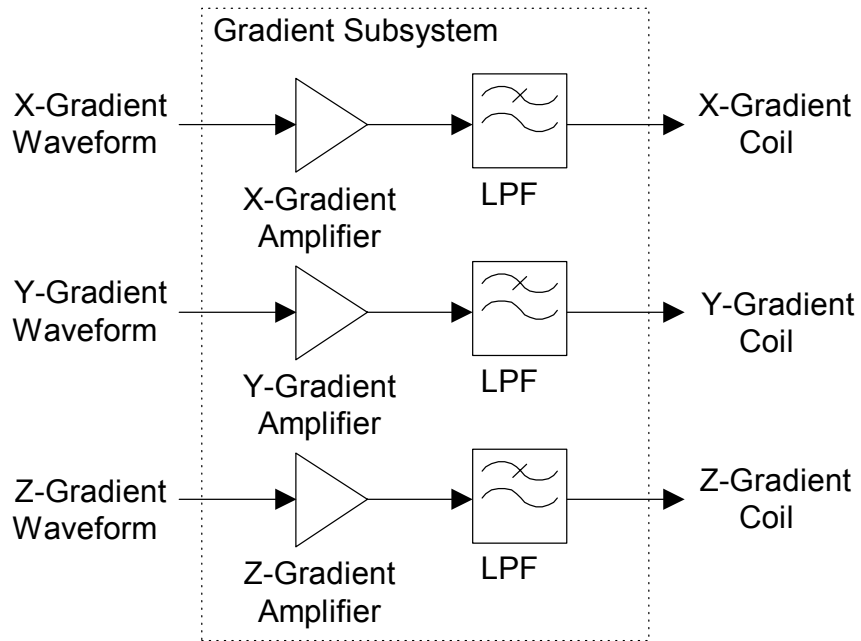 Gradient Subsystem
X-Gradient
Waveform
X-Gradient
Amplifier
LPF
X-Gradient
Coil
Y-Gradient
Waveform
Y-Gradient
Amplifier
LPF
Y-Gradient
Coil
Z-Gradient
Waveform
Z-Gradient
Amplifier
LPF
Z-Gradient
Coil